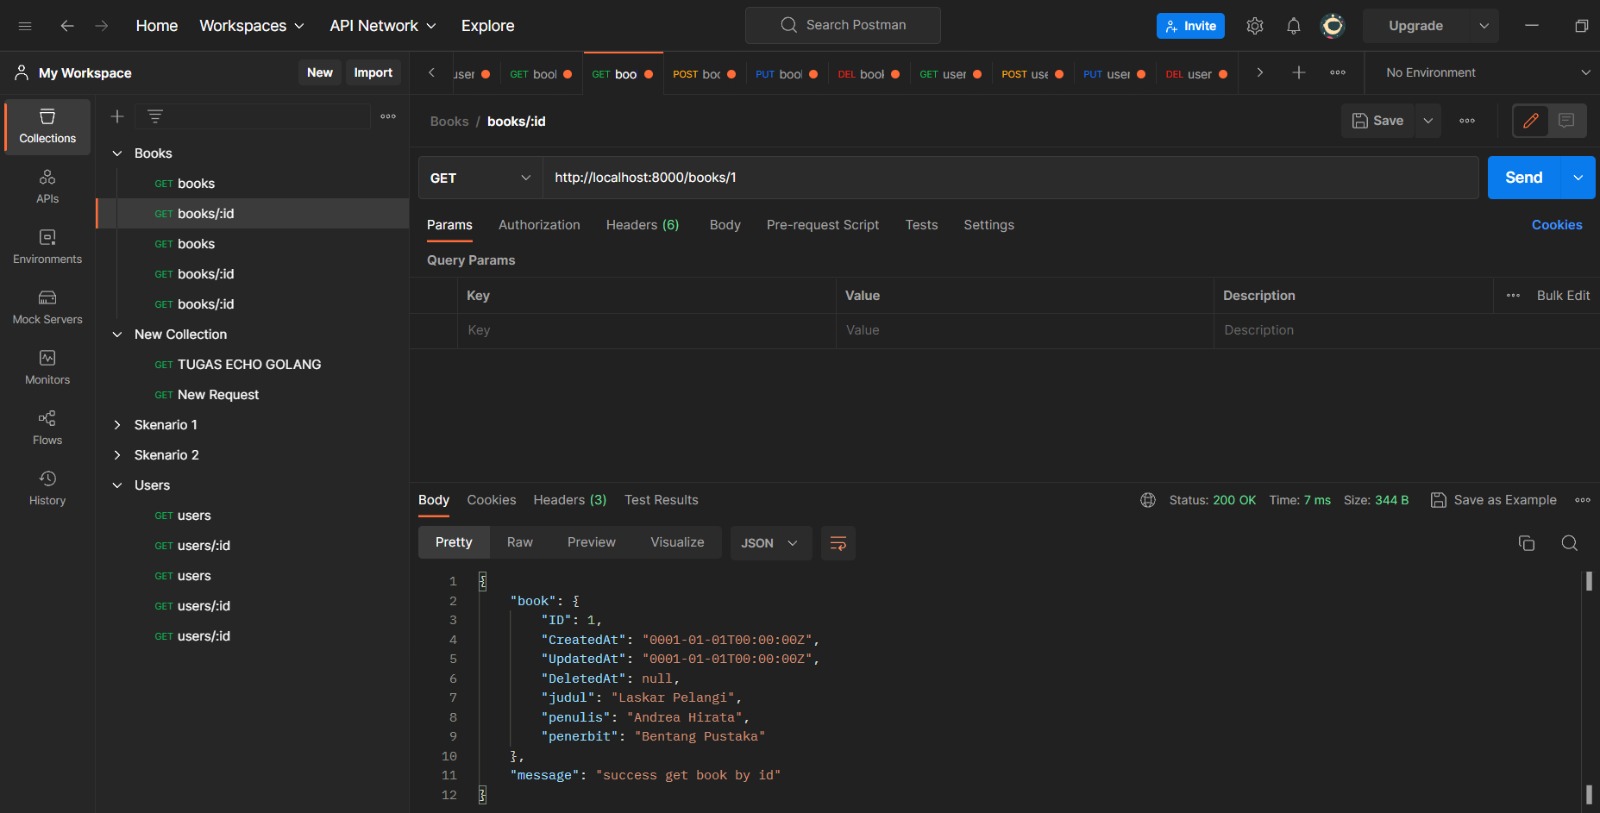 Home Workspaces API Network Explore Search Postman Invite Upgrade
My Workspace New Import user GET bool GET boo POST boo PUT bool DEL book GET user POST use PUT user DEL user No Environment
Collections
APIs
Environments
Mock Servers
Monitors
Flows
History
Books
GET books
GET books/:id
GET books
GET books/:id
GET books/:id
New Collection
GET TUGAS ECHO GOLANG
GET New Request
Skenario 1
Skenario 2
Users
GET users
GET users/:id
GET users
GET users/:id
GET users/:id
Books / books/:id Save
GET http://localhost:8000/books/1 Send
Params Authorization Headers (6) Body Pre-request Script Tests Settings Cookies
Query Params
Key Value Description Bulk Edit
Key Value Description
Body Cookies Headers (3) Test Results Status: 200 OK Time: 7 ms Size: 344 B Save as Example
Pretty Raw Preview Visualize JSON
1 {
2 "book": {
3 "ID": 1,
4 "CreatedAt": "0001-01-01T00:00:00Z",
5 "UpdatedAt": "0001-01-01T00:00:00Z",
6 "DeletedAt": null,
7 "judul": "Laskar Pelangi",
8 "penulis": "Andrea Hirata",
9 "penerbit": "Bentang Pustaka"
10 },
11 "message": "success get book by id"
12 }